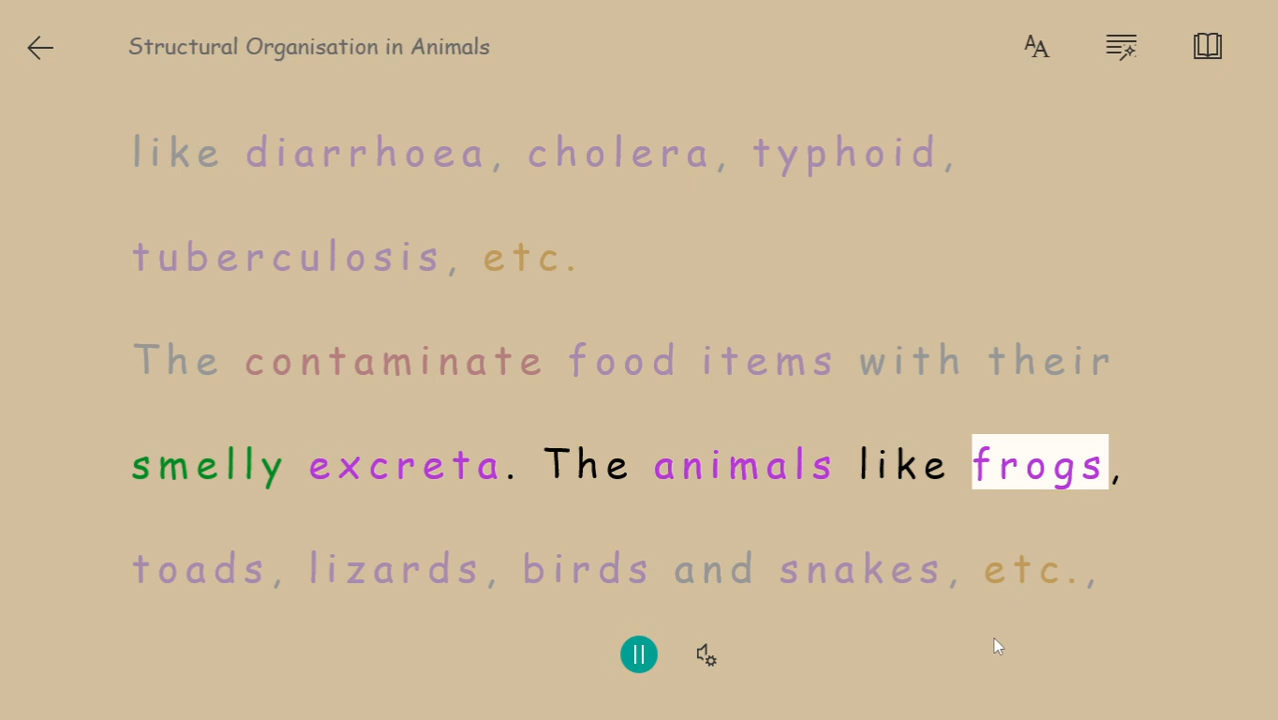 Structural Organisation in Animals
like diarrhoea, cholera, typhoid,
tuberculosis, etc.
The contaminate food items with their
smelly excreta. The animals like frogs,
toads, lizards, birds and snakes, etc.,